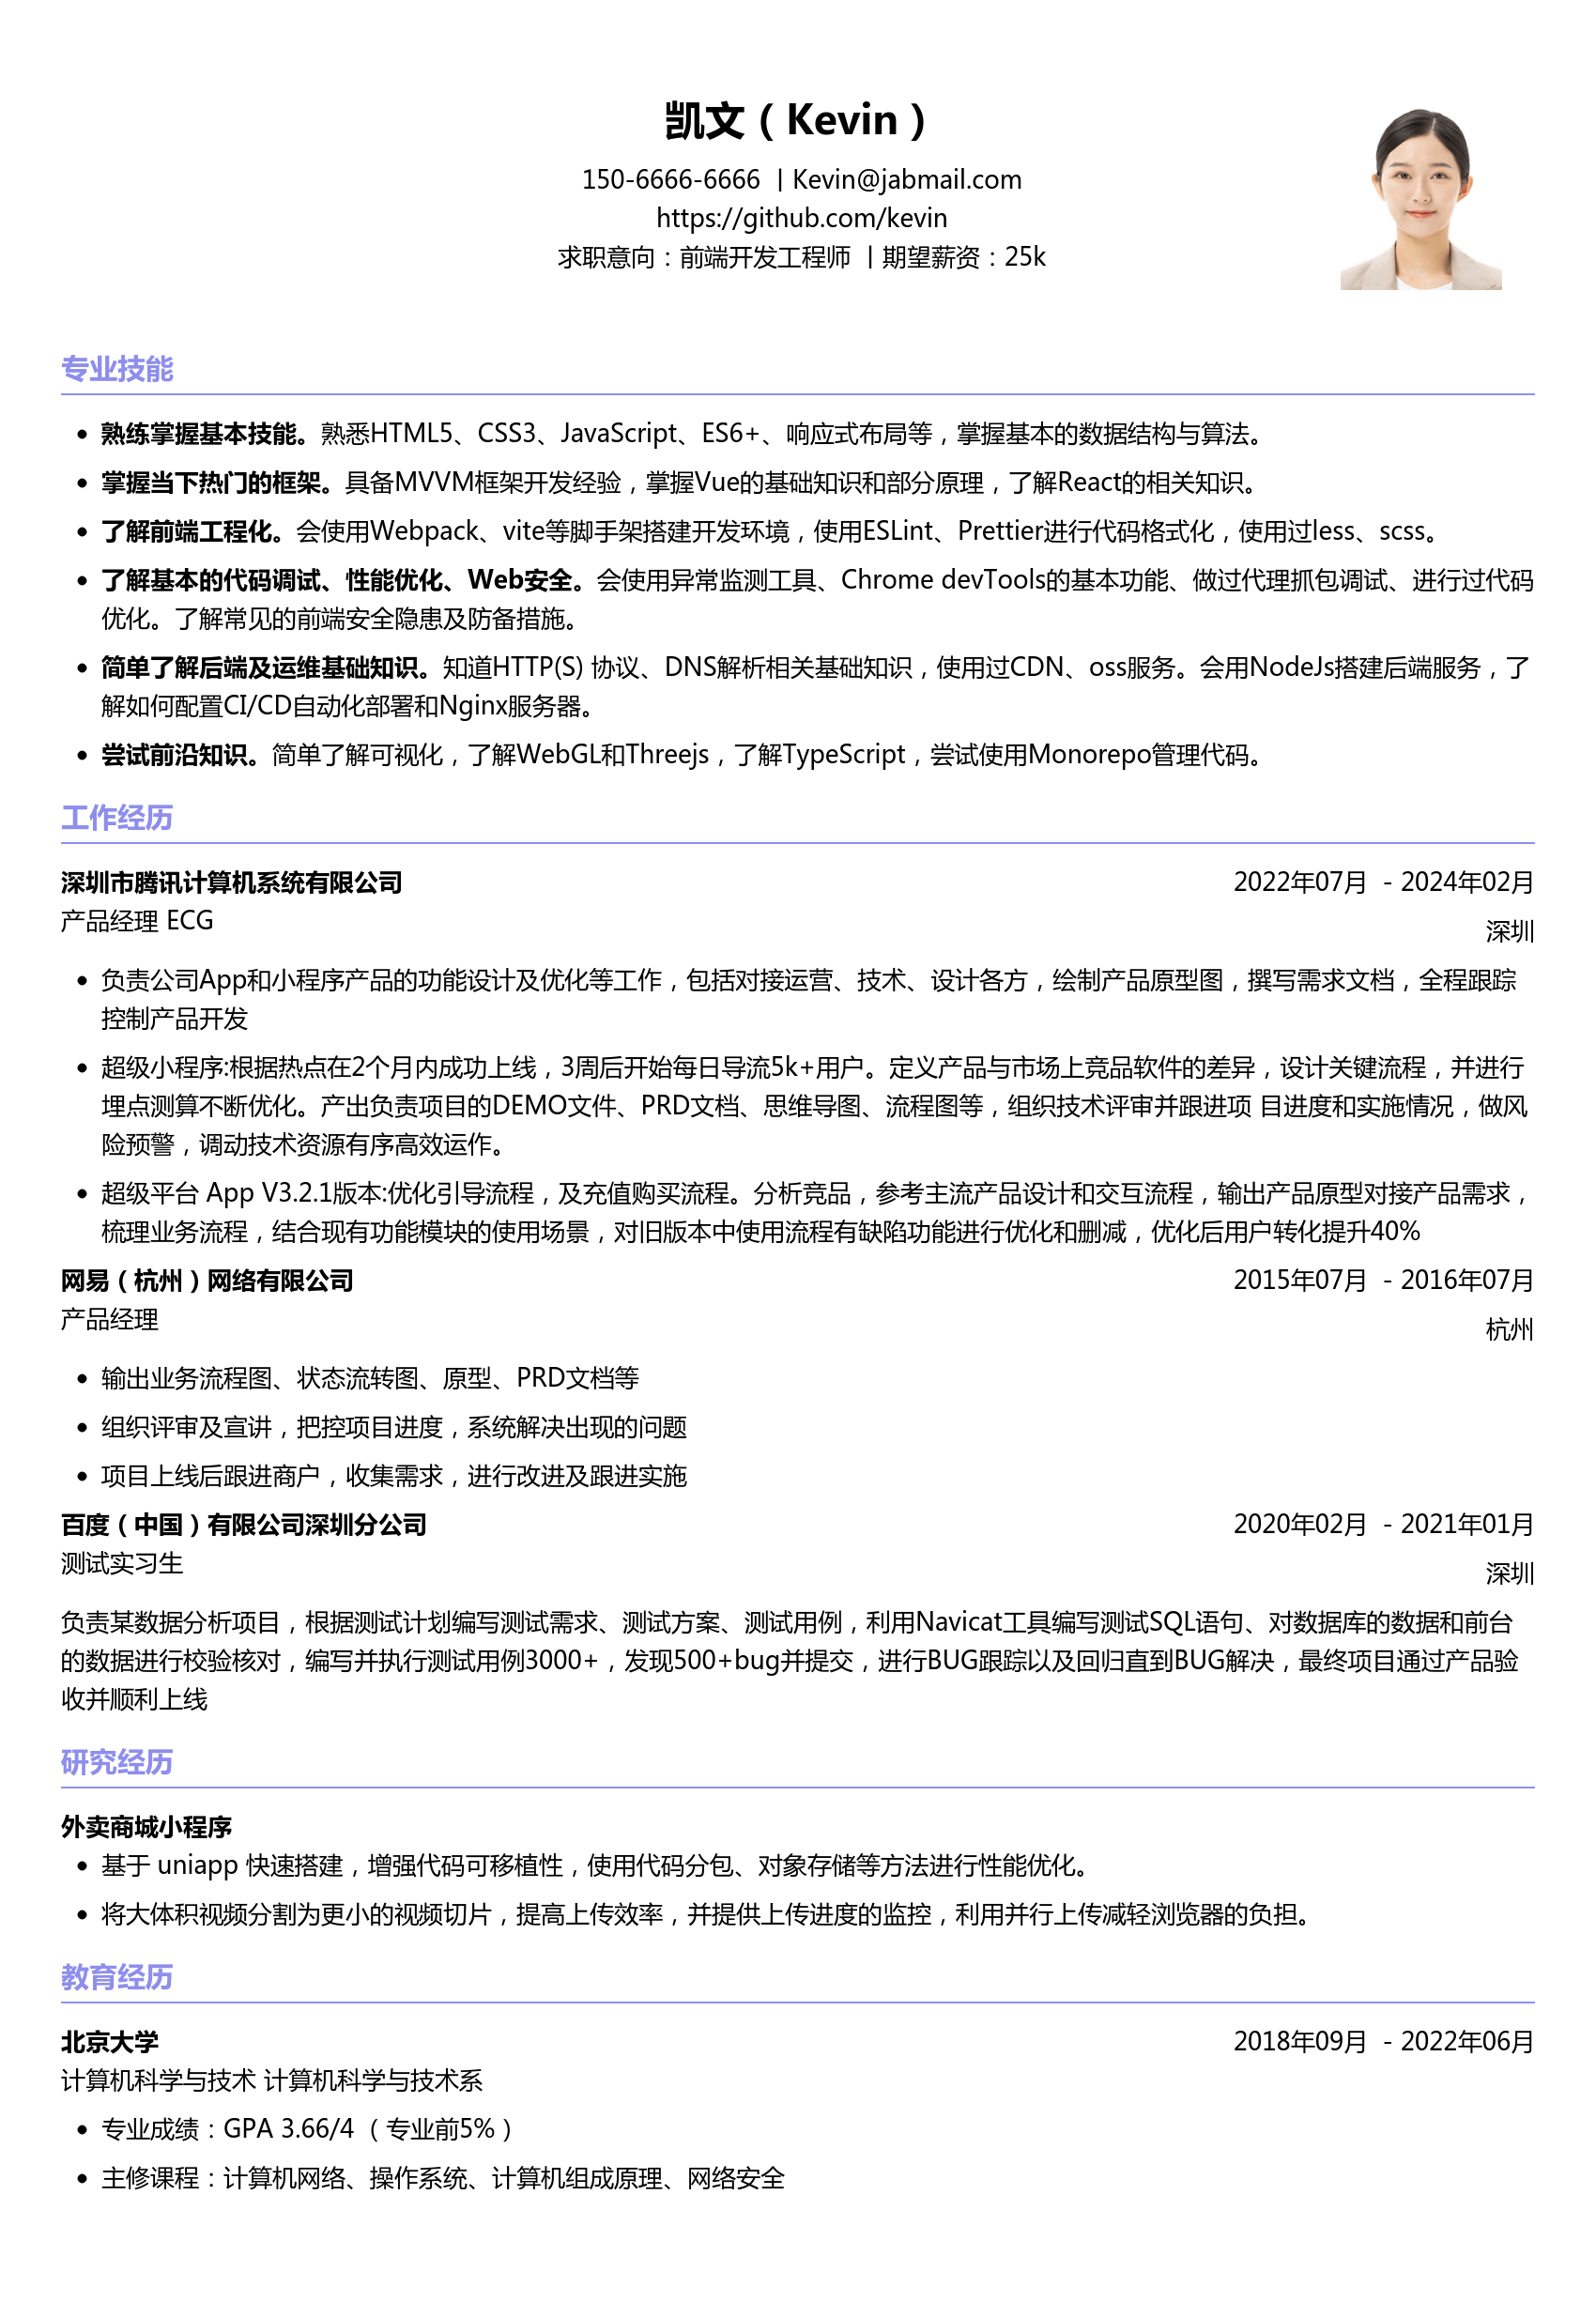 凯文（Kevin）
150-6666-6666 | Kevin@jabmail.com
https://github.com/kevin
求职意向：前端开发工程师 | 期望薪资：25k
专业技能
• 熟练掌握基本技能。熟悉HTML5、CSS3、JavaScript、ES6+、响应式布局等，掌握基本的数据结构与算法。
• 掌握当下热门的框架。具备MVVM框架开发经验，掌握Vue的基础知识和部分原理，了解React的相关知识。
• 了解前端工程化。会使用Webpack、vite等脚手架搭建开发环境，使用ESLint、Prettier进行代码格式化，使用过less、scss。
• 了解基本的代码调试、性能优化、Web安全。会使用异常监测工具、Chrome devTools的基本功能、做过代理抓包调试、进行过代码
优化。了解常见的前端安全隐患及防备措施。
• 简单了解后端及运维基础知识。知道HTTP(S) 协议、DNS解析相关基础知识，使用过CDN、oss服务。会用NodeJs搭建后端服务，了
解如何配置CI/CD自动化部署和Nginx服务器。
• 尝试前沿知识。简单了解可视化，了解WebGL和Threejs，了解TypeScript，尝试使用Monorepo管理代码。
工作经历
深圳市腾讯计算机系统有限公司 2022年07月 - 2024年02月
产品经理 ECG 深圳
• 负责公司App和小程序产品的功能设计及优化等工作，包括对接运营、技术、设计各方，绘制产品原型图，撰写需求文档，全程跟踪
控制产品开发
• 超级小程序:根据热点在2个月内成功上线，3周后开始每日导流5k+用户。定义产品与市场上竞品软件的差异，设计关键流程，并进行
埋点测算不断优化。产出负责项目的DEMO文件、PRD文档、思维导图、流程图等，组织技术评审并跟进项 目进度和实施情况，做风
险预警，调动技术资源有序高效运作。
• 超级平台 App V3.2.1版本:优化引导流程，及充值购买流程。分析竞品，参考主流产品设计和交互流程，输出产品原型对接产品需求，
梳理业务流程，结合现有功能模块的使用场景，对旧版本中使用流程有缺陷功能进行优化和删减，优化后用户转化提升40%
网易（杭州）网络有限公司 2015年07月 - 2016年07月
产品经理 杭州
• 输出业务流程图、状态流转图、原型、PRD文档等
• 组织评审及宣讲，把控项目进度，系统解决出现的问题
• 项目上线后跟进商户，收集需求，进行改进及跟进实施
百度（中国）有限公司深圳分公司 2020年02月 - 2021年01月
测试实习生 深圳
负责某数据分析项目，根据测试计划编写测试需求、测试方案、测试用例，利用Navicat工具编写测试SQL语句、对数据库的数据和前台
的数据进行校验核对，编写并执行测试用例3000+，发现500+bug并提交，进行BUG跟踪以及回归直到BUG解决，最终项目通过产品验
收并顺利上线
研究经历
外卖商城小程序
• 基于 uniapp 快速搭建，增强代码可移植性，使用代码分包、对象存储等方法进行性能优化。
• 将大体积视频分割为更小的视频切片，提高上传效率，并提供上传进度的监控，利用并行上传减轻浏览器的负担。
教育经历
北京大学 2018年09月 - 2022年06月
计算机科学与技术 计算机科学与技术系
• 专业成绩：GPA 3.66/4 （专业前5%）
• 主修课程：计算机网络、操作系统、计算机组成原理、网络安全